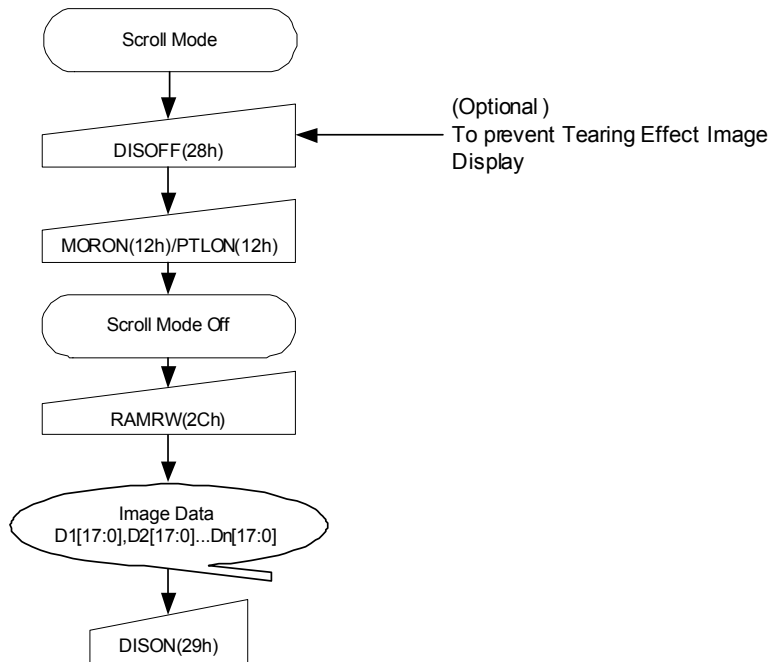 Scroll Mode
DISOFF(28h)
(Optional )
To prevent Tearing Effect Image
Display
MORON(12h)/PTLON(12h)
Scroll Mode Off
RAMRW(2Ch)
Image Data
D1[17:0],D2[17:0]...Dn[17:0]
DISON(29h)